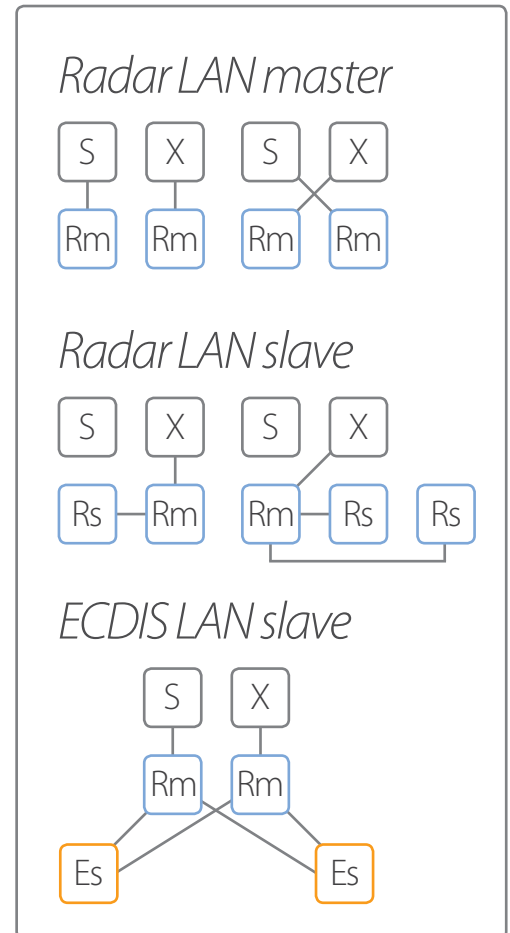 Radar LAN master
S X S X
Rm Rm Rm Rm
Radar LAN slave
S X S X
Rs Rm Rm Rs Rs
ECDIS LAN slave
S X
Rm Rm
Es Es